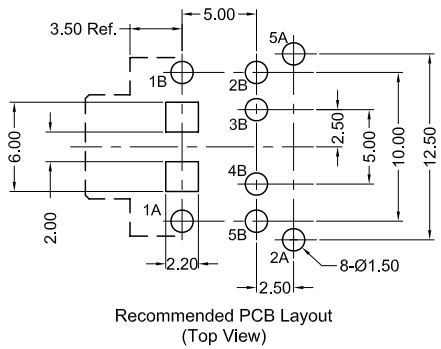 5.00
3.50 Ref.
5A
1B
2B
3B
6.00
2.50
5.00
10.00
12.50
4B
2.00
1A
5B
2A
2.20
8-Ø1.50
2.50
Recommended PCB Layout
(Top View)